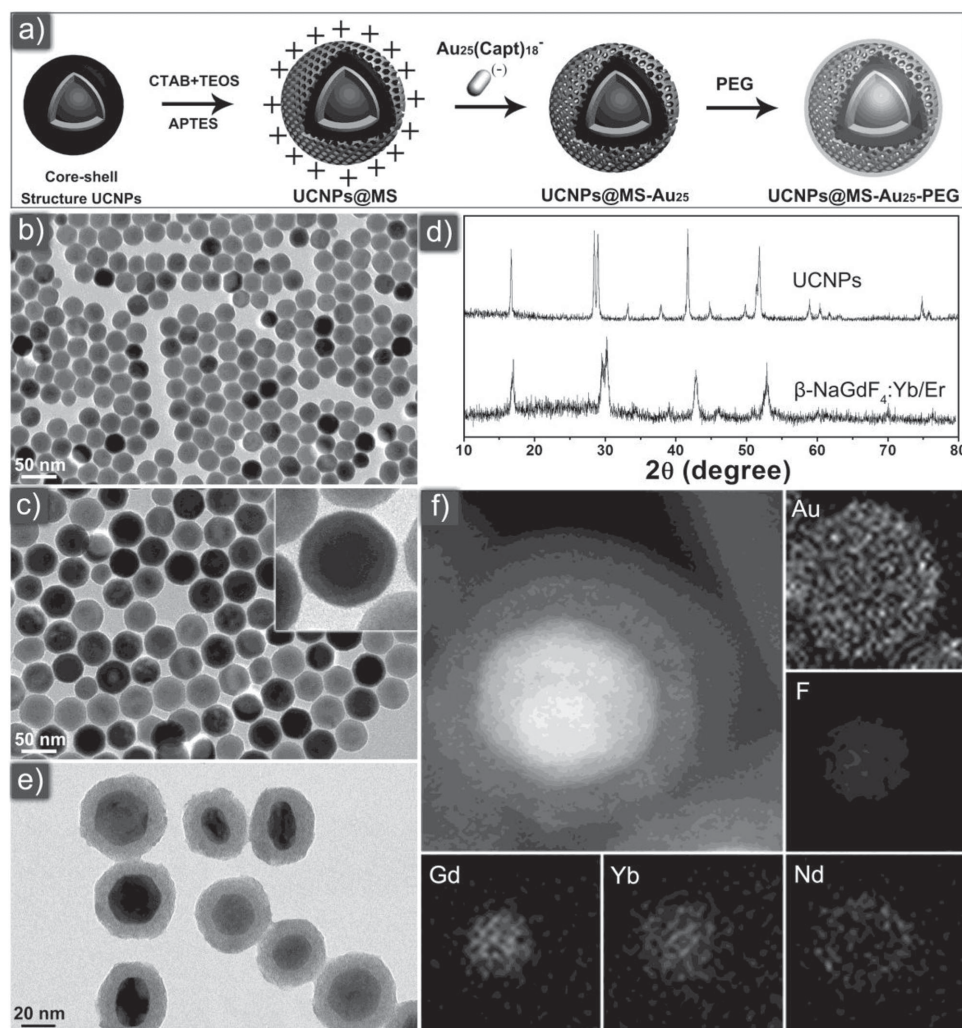 a)
CTAB+TEOS
APTES
Au₂₅(Capt)₁₈⁻
(-)
PEG
Core-shell
Structure UCNPs
UCNPs@MS
UCNPs@MS-Au₂₅
UCNPs@MS-Au₂₅-PEG
b)
50 nm
d)
UCNPs
β-NaGdF₄:Yb/Er
10 20 30 40 50 60 70 80
2θ (degree)
c)
50 nm
e)
20 nm
f)
Au
F
Gd
Yb
Nd